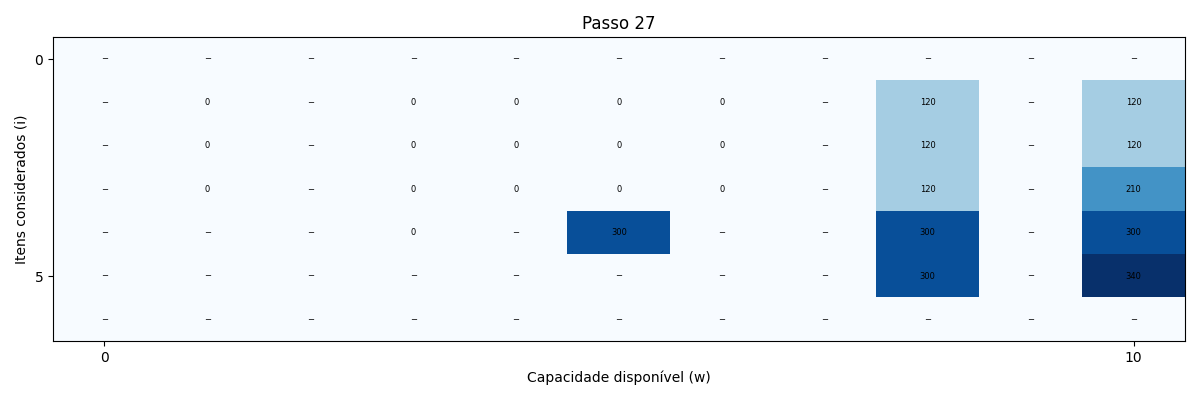 Passo 27
0 – – – – – – – – – – –
– 0 – 0 0 0 0 – 120 – 120
– 0 – 0 0 0 0 – 120 – 120
– 0 – 0 0 0 0 – 120 – 210
– – – 0 – 300 – – 300 – 300
5 – – – – – – – – 300 – 340
– – – – – – – – – – –
0 10
Capacidade disponível (w)
Itens considerados (i)